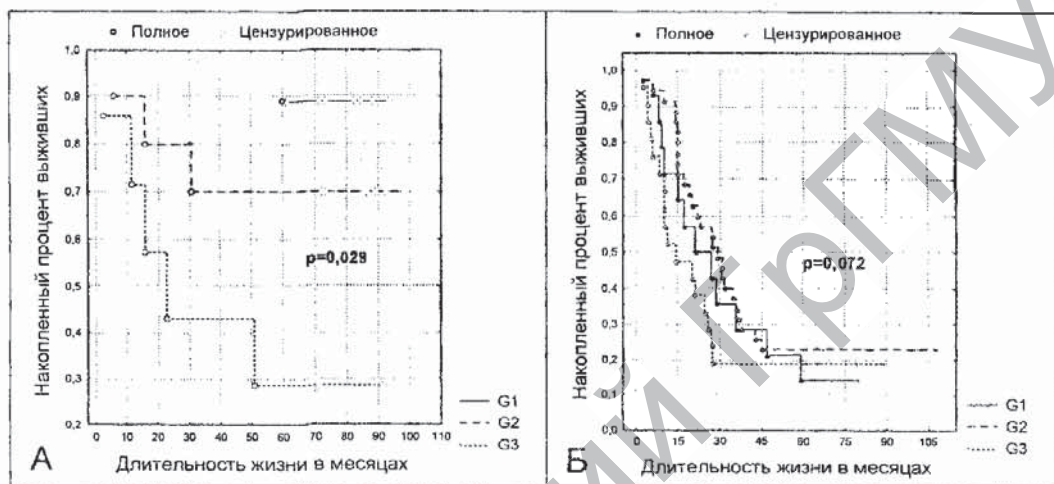 о Полное Цензурированное
1,0
0,9
0,8
0,7
0,6
0,5
0,4
0,3
0,2
Накопленный процент выживших
p=0,029
0 10 20 30 40 50 60 70 80 90 100 110
Длительность жизни в месяцах
G1
G2
G3
А
Полное Цензурированное
1,0
0,9
0,8
0,7
0,6
0,5
0,4
0,3
0,2
0,1
0,0
Накопленный процент выживших
p=0,072
0 15 30 45 60 75 90 105
Длительность жизни в месяцах
G1
G2
G3
Б
ий ГрГМУ